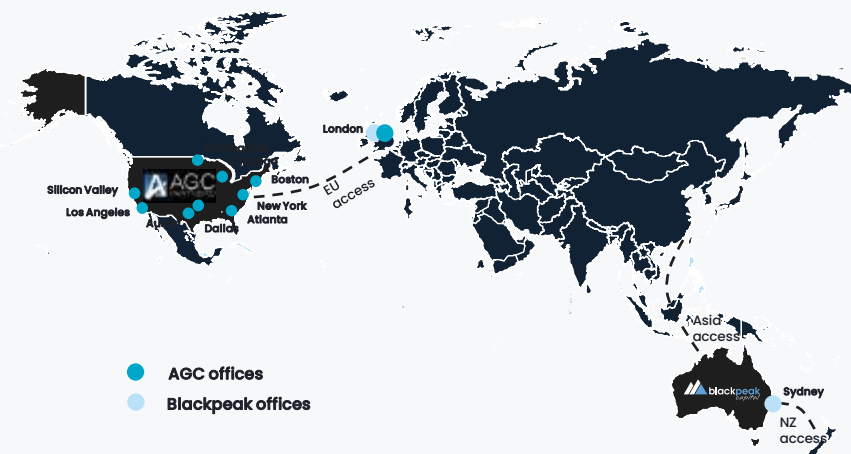 London
AGC
Boston
Silicon Valley
EU
access
Los Angeles
New York
Atlanta
Dallas
Asia
access
AGC offices
Blackpeak offices
blackpeak
capital
Sydney
NZ
access